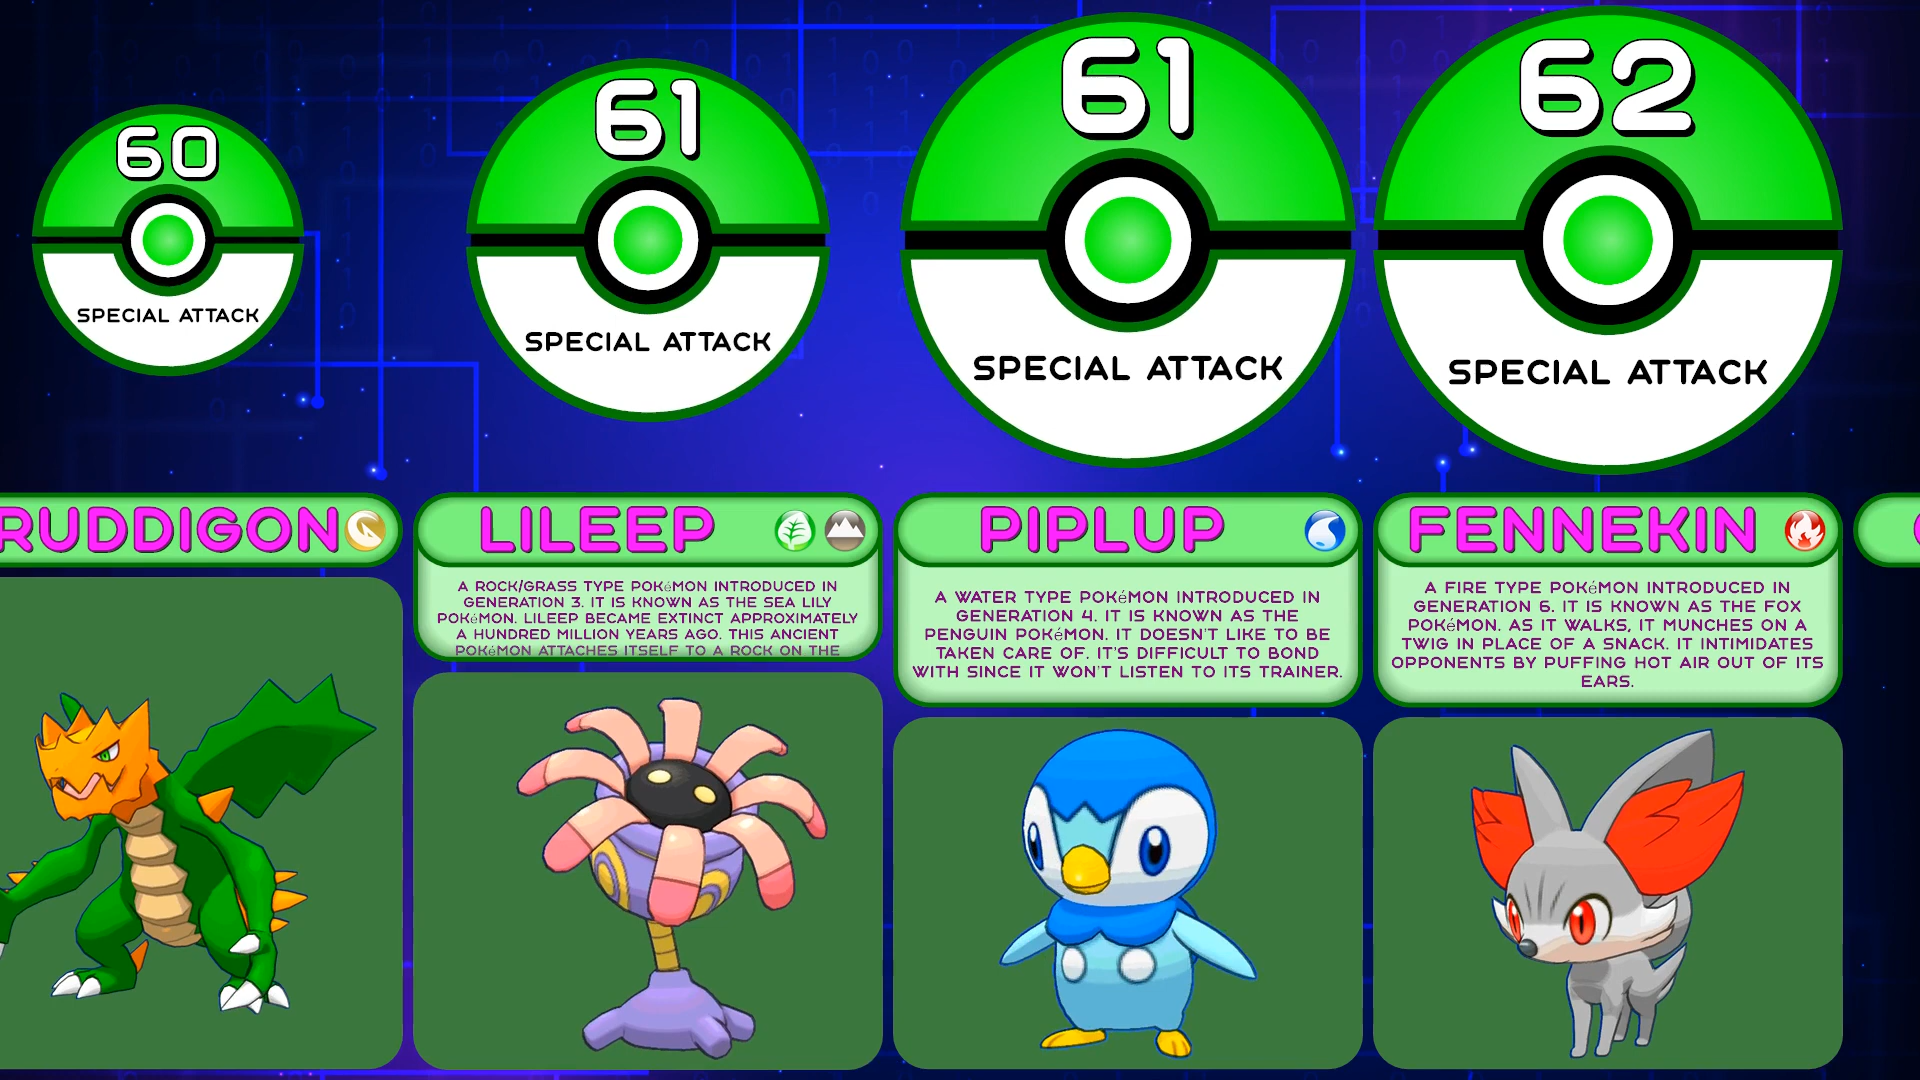 60
SPECIAL ATTACK
61
SPECIAL ATTACK
61
SPECIAL ATTACK
62
SPECIAL ATTACK
RUDDIGON
LILEEP
A ROCK/GRASS TYPE POKéMON INTRODUCED IN
GENERATION 3. IT IS KNOWN AS THE SEA LILY
POKéMON. LILEEP BECAME EXTINCT APPROXIMATELY
A HUNDRED MILLION YEARS AGO. THIS ANCIENT
POKéMON ATTACHES ITSELF TO A ROCK ON THE
PIPLUP
A WATER TYPE POKéMON INTRODUCED IN
GENERATION 4. IT IS KNOWN AS THE
PENGUIN POKéMON. IT DOESN'T LIKE TO BE
TAKEN CARE OF. IT'S DIFFICULT TO BOND
WITH SINCE IT WON'T LISTEN TO ITS TRAINER.
FENNEKIN
A FIRE TYPE POKéMON INTRODUCED IN
GENERATION 6. IT IS KNOWN AS THE FOX
POKéMON. AS IT WALKS, IT MUNCHES ON A
TWIG IN PLACE OF A SNACK. IT INTIMIDATES
OPPONENTS BY PUFFING HOT AIR OUT OF ITS
EARS.